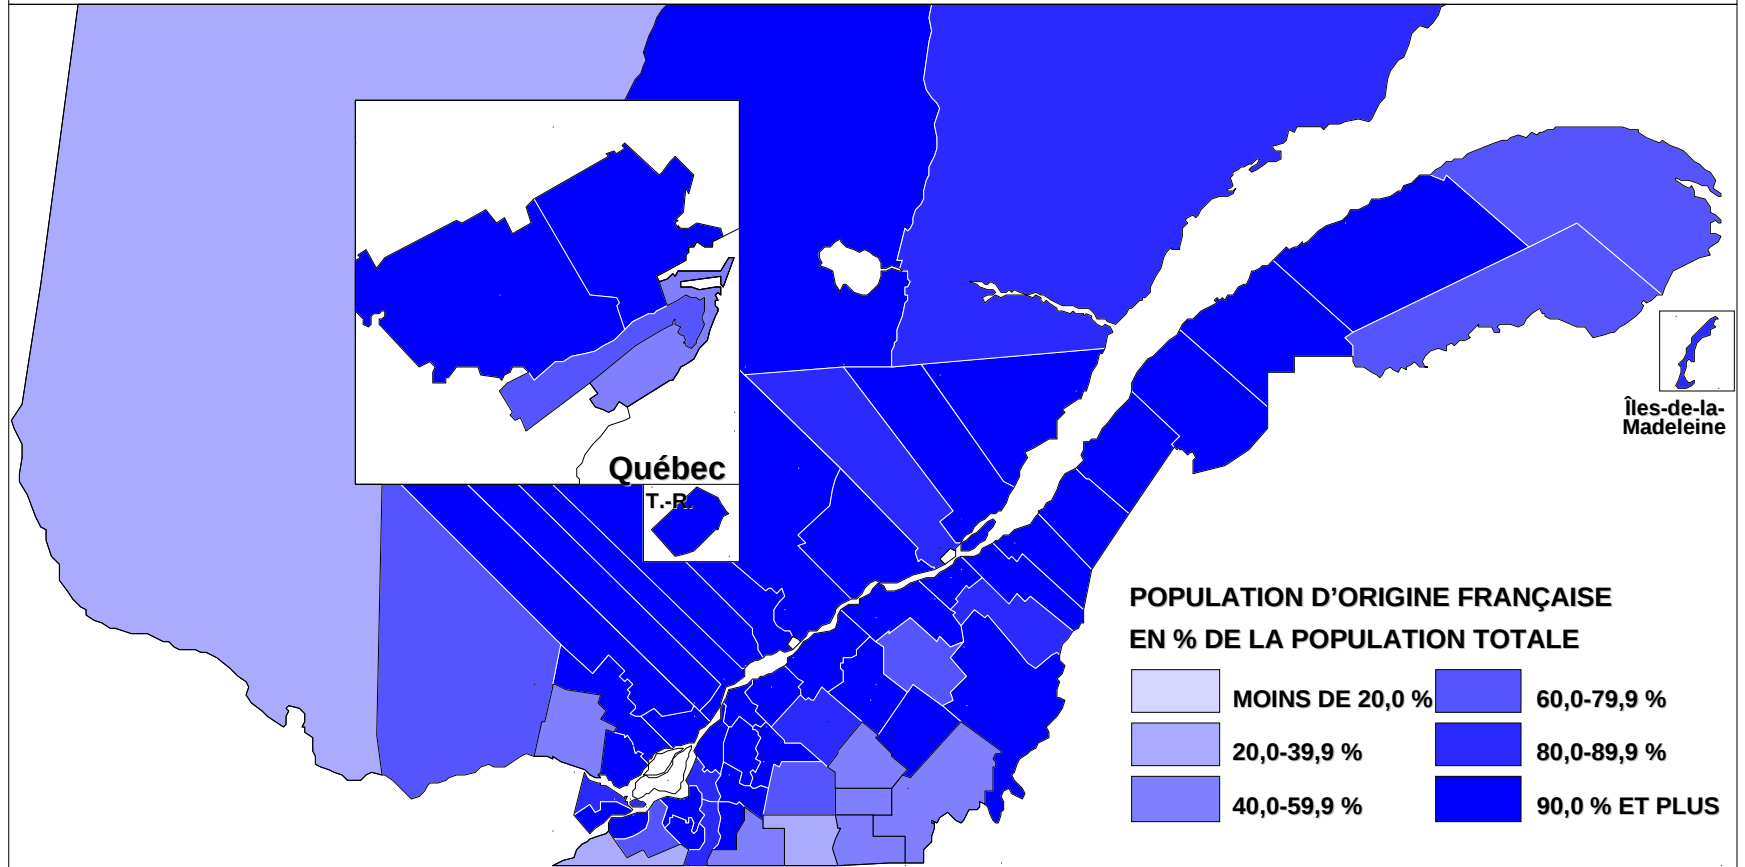 Québec
T.-R.
Îles-de-la-
Madeleine
POPULATION D’ORIGINE FRANÇAISE
EN % DE LA POPULATION TOTALE
MOINS DE 20,0 %
20,0-39,9 %
40,0-59,9 %
60,0-79,9 %
80,0-89,9 %
90,0 % ET PLUS